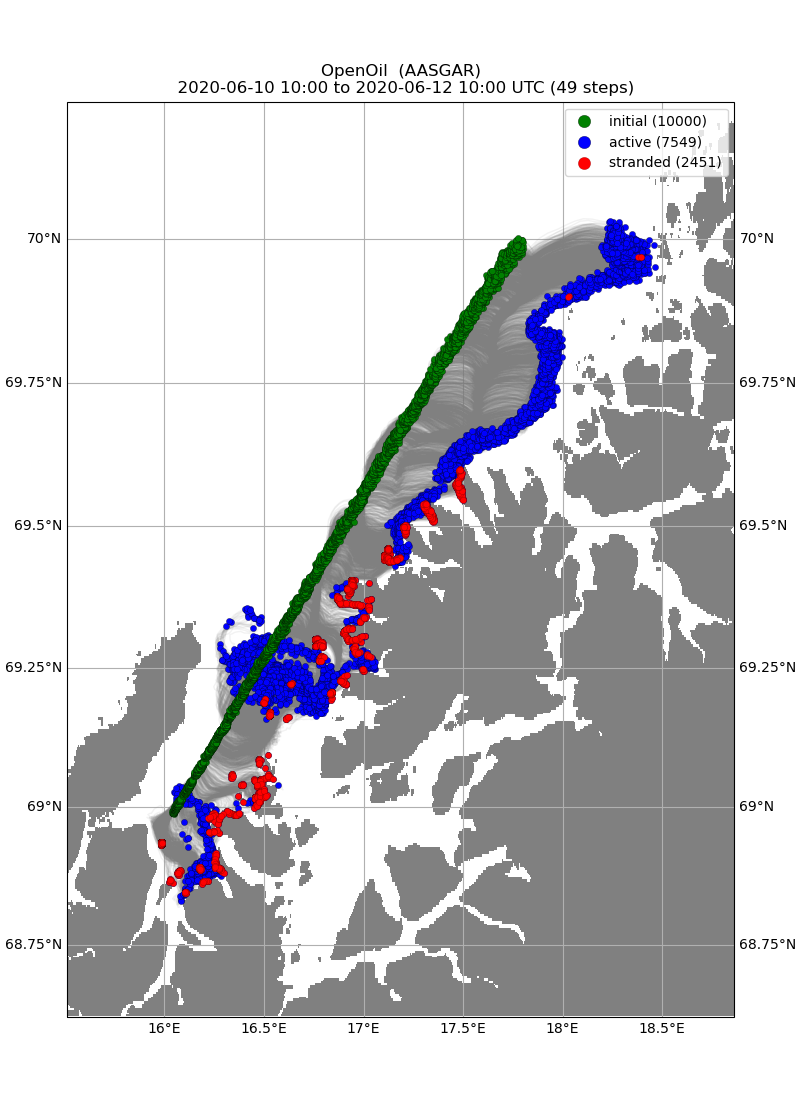 OpenOil (AASGAR)
2020-06-10 10:00 to 2020-06-12 10:00 UTC (49 steps)
initial (10000)
active (7549)
stranded (2451)
70°N 70°N
69.75°N 69.75°N
69.5°N 69.5°N
69.25°N 69.25°N
69°N 69°N
68.75°N 68.75°N
16°E 16.5°E 17°E 17.5°E 18°E 18.5°E